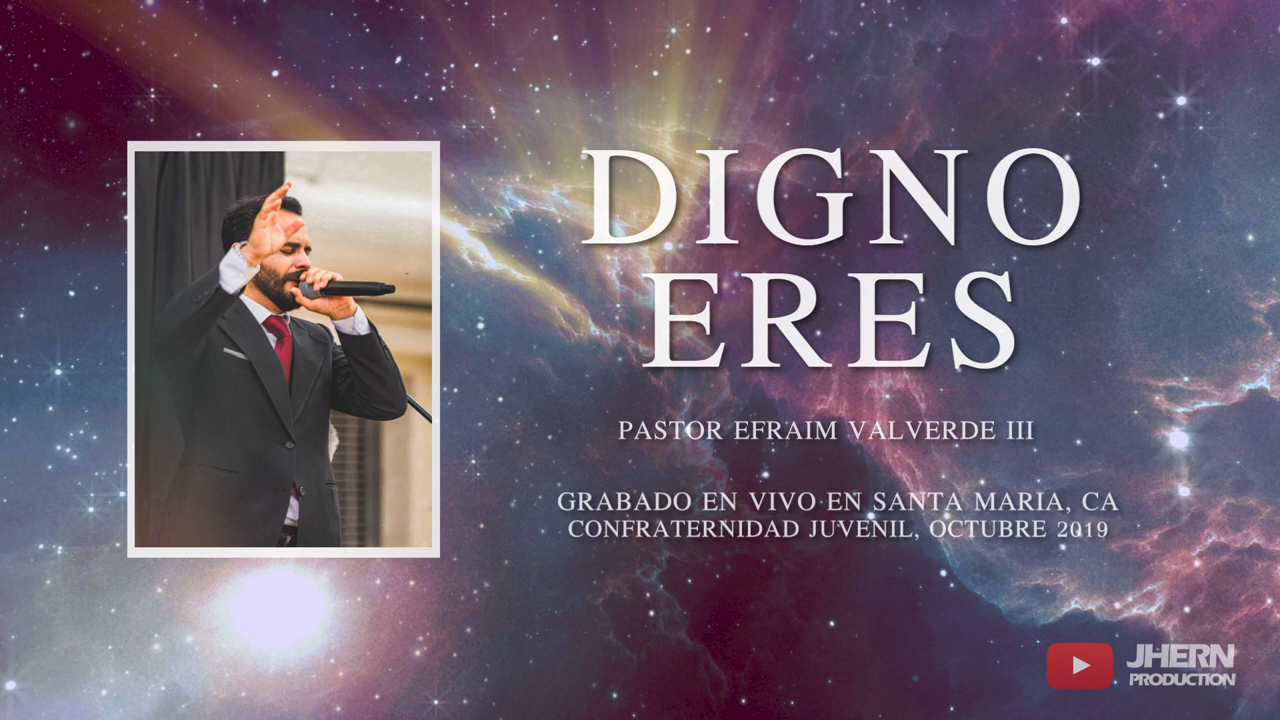 DIGNO
ERES
PASTOR EFRAIM VALVERDE III
GRABADO EN VIVO EN SANTA MARIA, CA
CONFRATERNIDAD JUVENIL, OCTUBRE 2019
JHERN
PRODUCTION